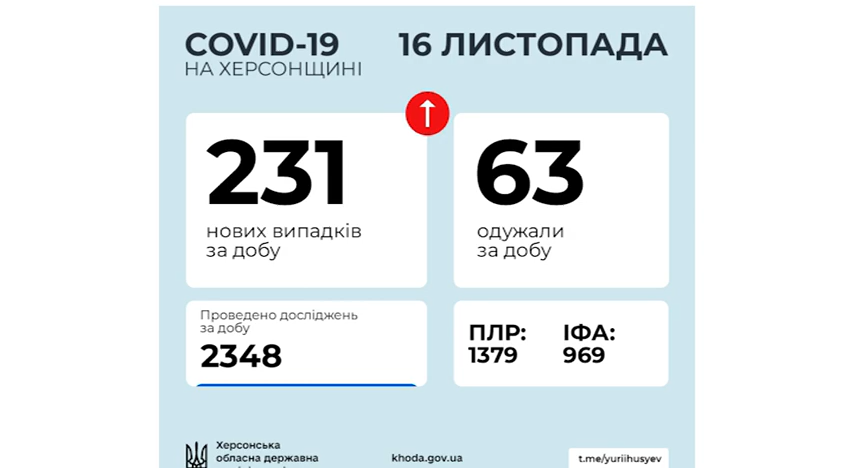 COVID-19
НА ХЕРСОНЩИНІ
16 ЛИСТОПАДА
231
нових випадків
за добу
63
одужали
за добу
Проведено досліджень
за добу
2348
ПЛР: ІФА:
1379 969
Херсонська
обласна державна
khoda.gov.ua
t.me/yuriihusyev